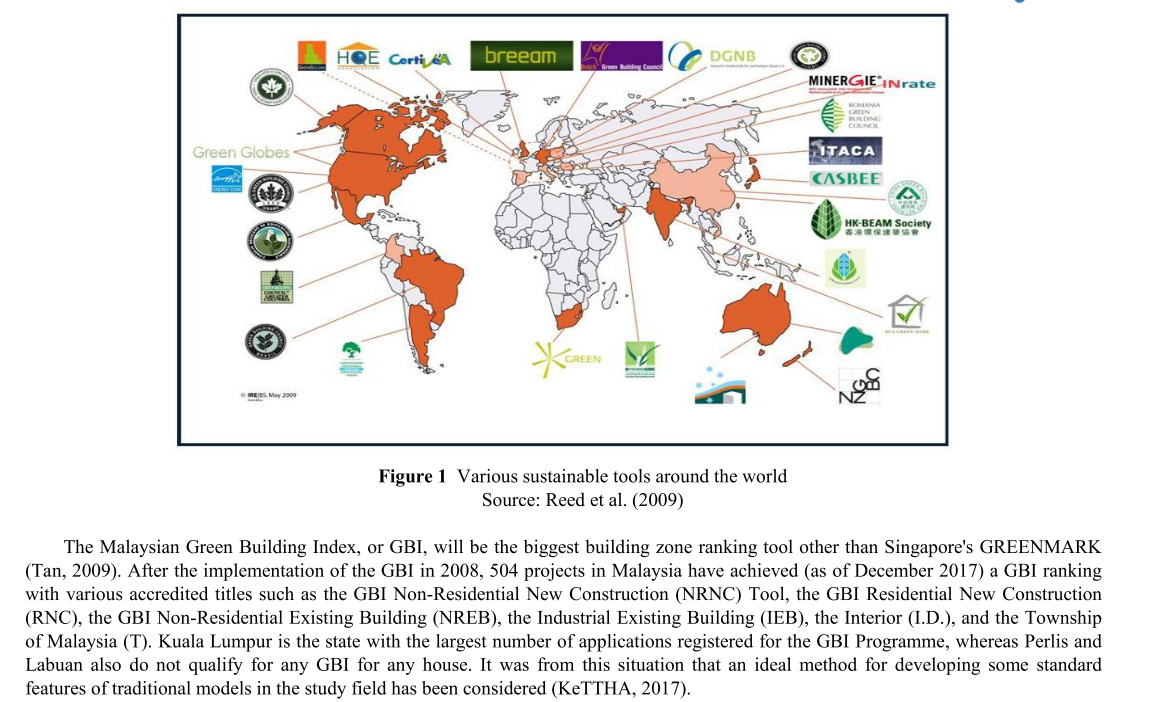 HQE
CertivéA
breeam
Dutch Green Building Council
DGNB
MINERGIE®
INrate
ROMANIA
GREEN
BUILDING
COUNCIL
Green Globes
ITACA
ENERGY STAR
CASBEE
HK-BEAM Society
香港環保建築協會
BCA GREEN MARK
GREEN
NZGBC
© IRE|BS, May 2009
Figure 1 Various sustainable tools around the world
Source: Reed et al. (2009)
The Malaysian Green Building Index, or GBI, will be the biggest building zone ranking tool other than Singapore's GREENMARK
(Tan, 2009). After the implementation of the GBI in 2008, 504 projects in Malaysia have achieved (as of December 2017) a GBI ranking
with various accredited titles such as the GBI Non-Residential New Construction (NRNC) Tool, the GBI Residential New Construction
(RNC), the GBI Non-Residential Existing Building (NREB), the Industrial Existing Building (IEB), the Interior (I.D.), and the Township
of Malaysia (T). Kuala Lumpur is the state with the largest number of applications registered for the GBI Programme, whereas Perlis and
Labuan also do not qualify for any GBI for any house. It was from this situation that an ideal method for developing some standard
features of traditional models in the study field has been considered (KeTTHA, 2017).